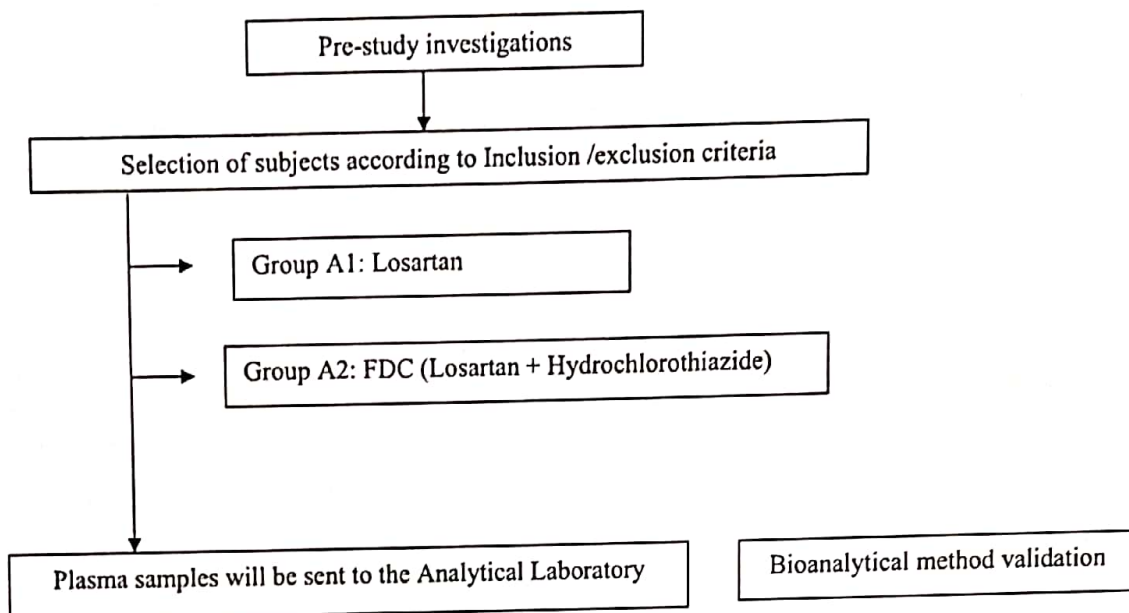 Pre-study investigations
Selection of subjects according to Inclusion /exclusion criteria
Group A1: Losartan
Group A2: FDC (Losartan + Hydrochlorothiazide)
Plasma samples will be sent to the Analytical Laboratory
Bioanalytical method validation